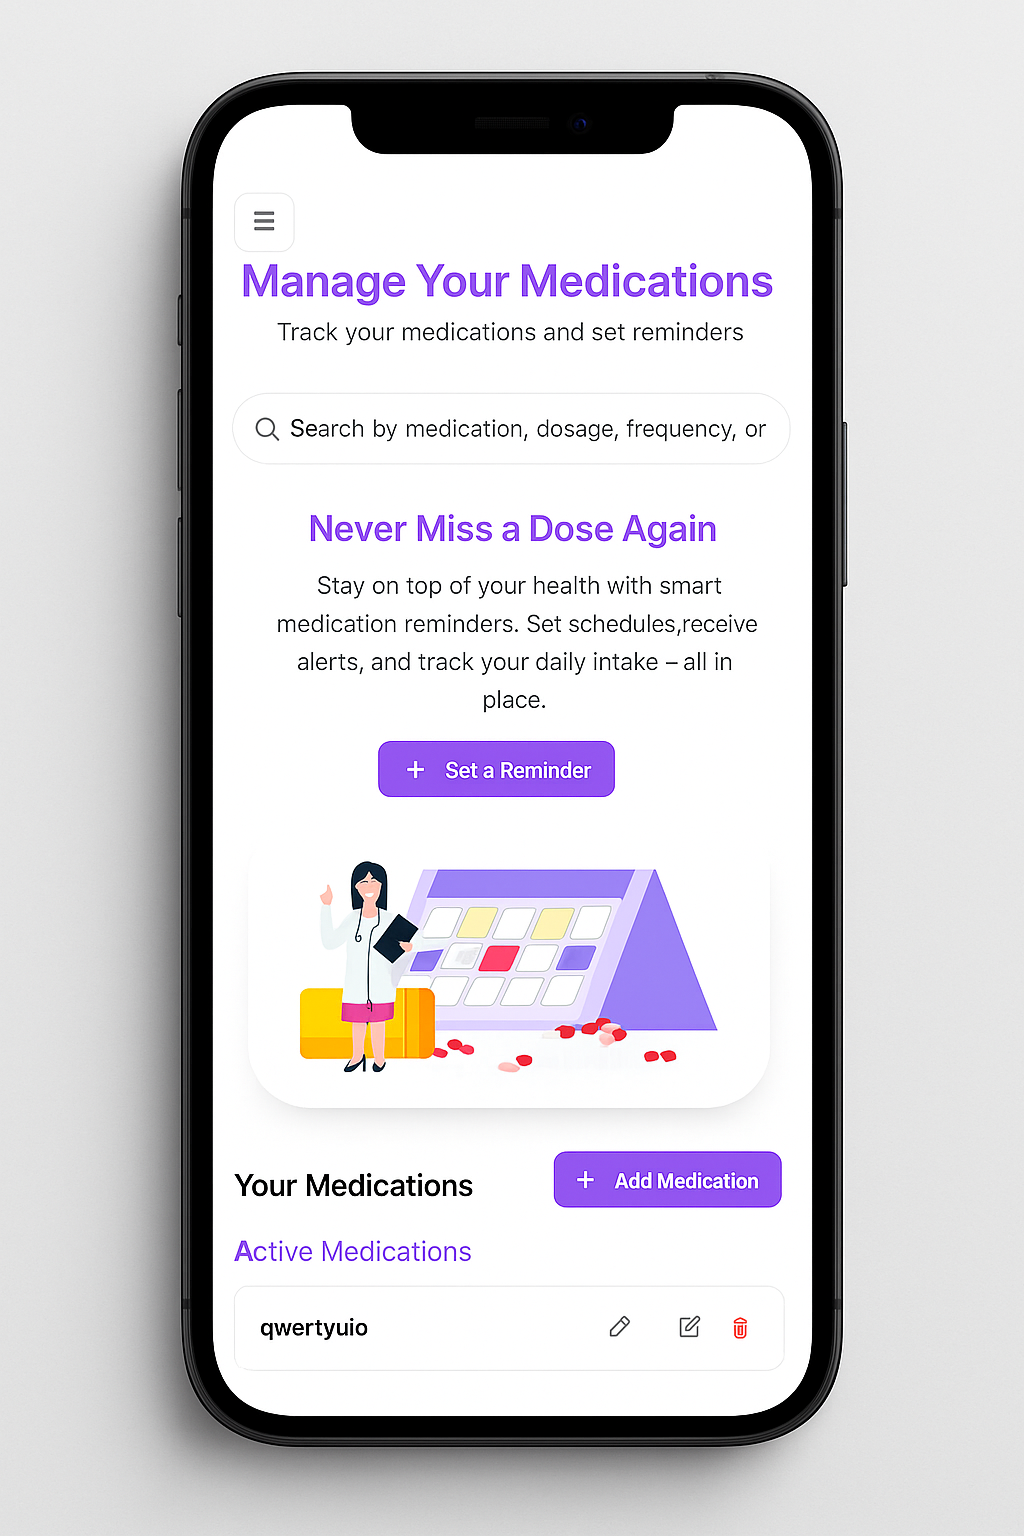 Manage Your Medications
Track your medications and set reminders
Search by medication, dosage, frequency, or
Never Miss a Dose Again
Stay on top of your health with smart
medication reminders. Set schedules,receive
alerts, and track your daily intake – all in
place.
+ Set a Reminder
Your Medications
+ Add Medication
Active Medications
qwertyuio